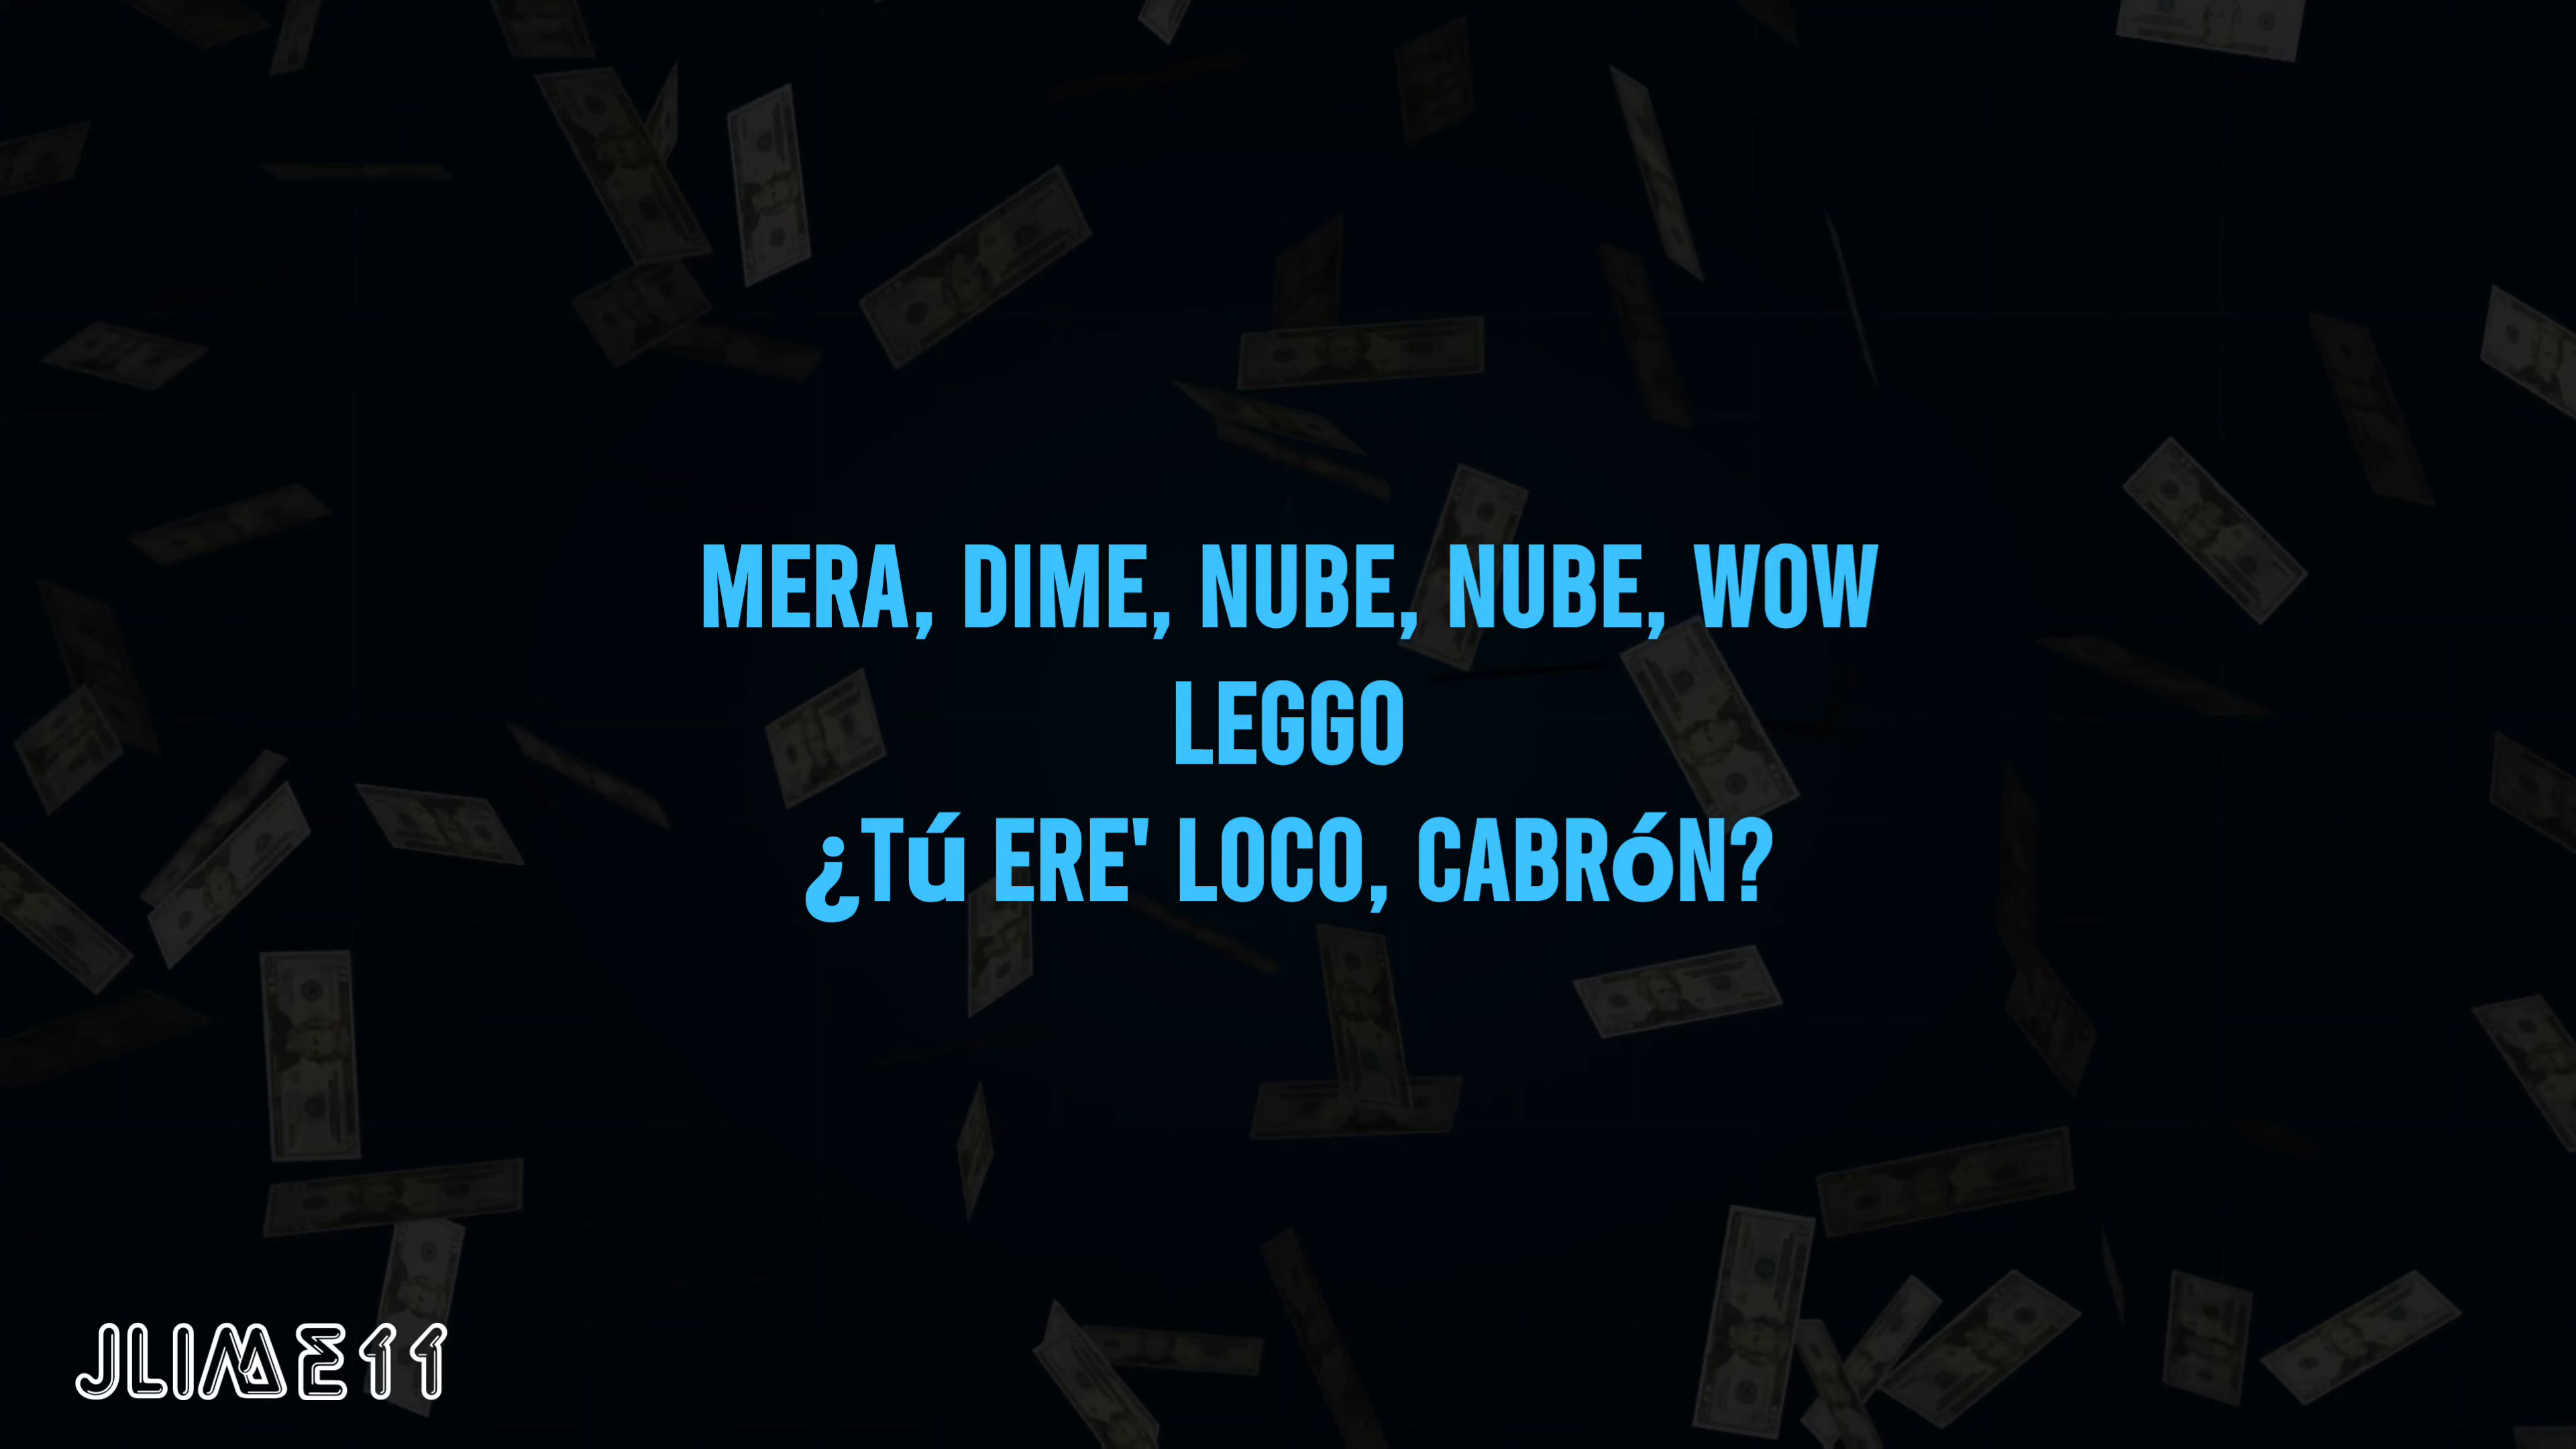 MERA, DIME, NUBE, NUBE, WOW
LEGGO
¿Tú ERE' LOCO, CABRóN?
JLIME11